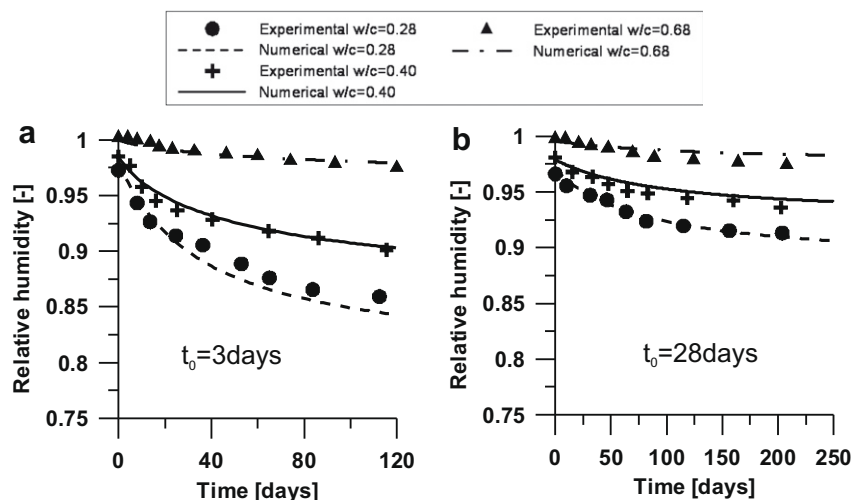 Experimental w/c=0.28
Numerical w/c=0.28
Experimental w/c=0.40
Numerical w/c=0.40
Experimental w/c=0.68
Numerical w/c=0.68
a
Relative humidity [-]
1
0.95
0.9
0.85
0.8
0.75
t₀=3days
0 40 80 120
Time [days]
b
Relative humidity [-]
1
0.95
0.9
0.85
0.8
0.75
t₀=28days
0 50 100 150 200 250
Time [days]